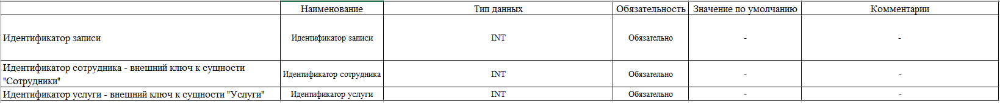 Наименование Тип данных Обязательность Значение по умолчанию Комментарии
Идентификатор записи Идентификатор записи INT Обязательно - -
Идентификатор сотрудника - внешний ключ к сущности
"Сотрудники" Идентификатор сотрудника INT Обязательно - -
Идентификатор услуги - внещний ключ к сущности "Услуги" Идентификатор услуги INT Обязательно - -